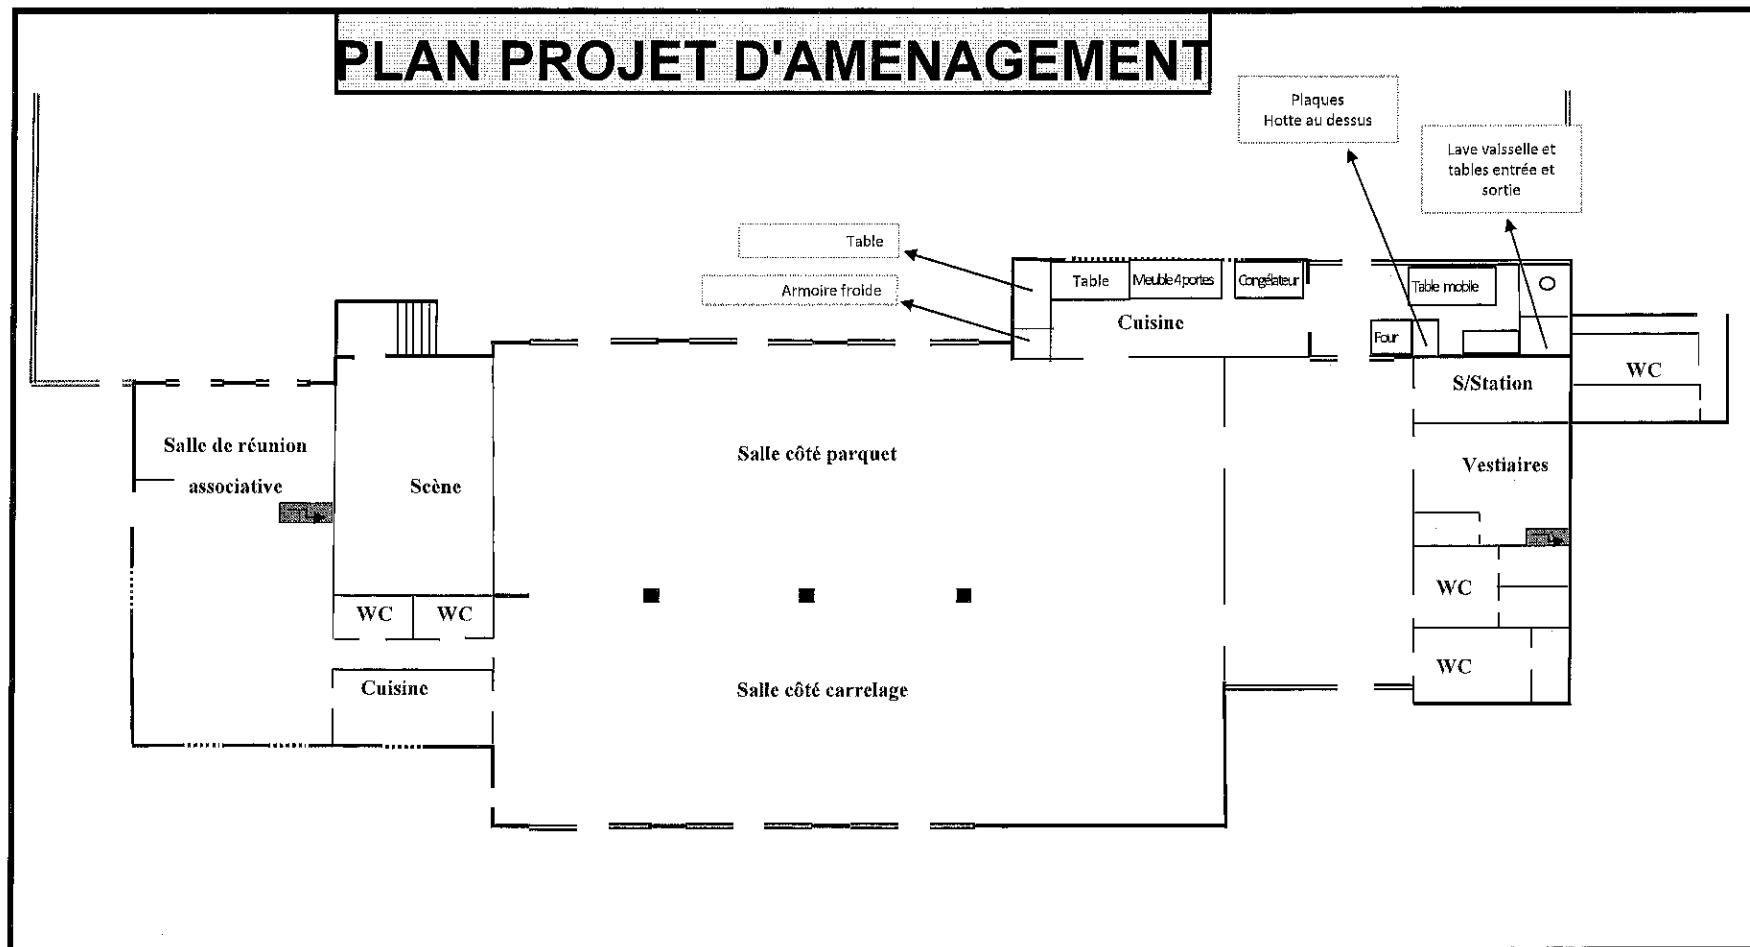 PLAN PROJET D'AMENAGEMENT
Plaques
Hotte au dessus
Lave vaisselle et
tables entrée et
sortie
Table
Armoire froide
Table
Meuble 4 portes
Congélateur
Table mobile
Cuisine
Four
S/Station
WC
Salle de réunion
associative
Scène
Salle côté parquet
Vestiaires
WC
WC
WC
WC
Cuisine
Salle côté carrelage